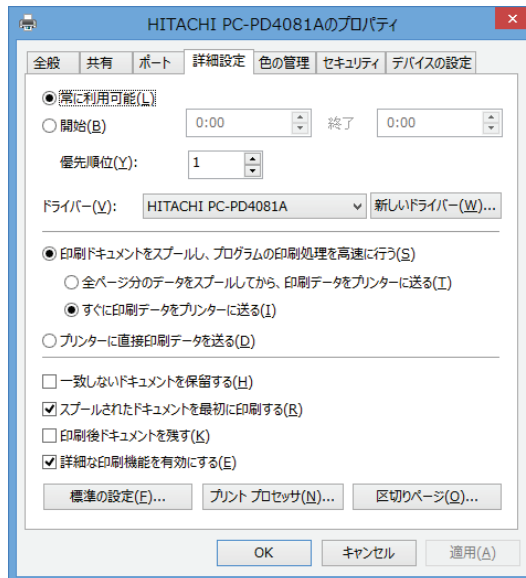 HITACHI PC-PD4081Aのプロパティ
全般 共有 ポート 詳細設定 色の管理 セキュリティ デバイスの設定
常に利用可能(L)
開始(B) 0:00 終了 0:00
優先順位(Y): 1
ドライバー(V): HITACHI PC-PD4081A 新しいドライバー(W)...
印刷ドキュメントをスプールし、プログラムの印刷処理を高速に行う(S)
全ページ分のデータをスプールしてから、印刷データをプリンターに送る(T)
すぐに印刷データをプリンターに送る(I)
プリンターに直接印刷データを送る(D)
一致しないドキュメントを保留する(H)
スプールされたドキュメントを最初に印刷する(R)
印刷後ドキュメントを残す(K)
詳細な印刷機能を有効にする(E)
標準の設定(F)... プリント プロセッサ(N)... 区切りページ(O)...
OK キャンセル 適用(A)